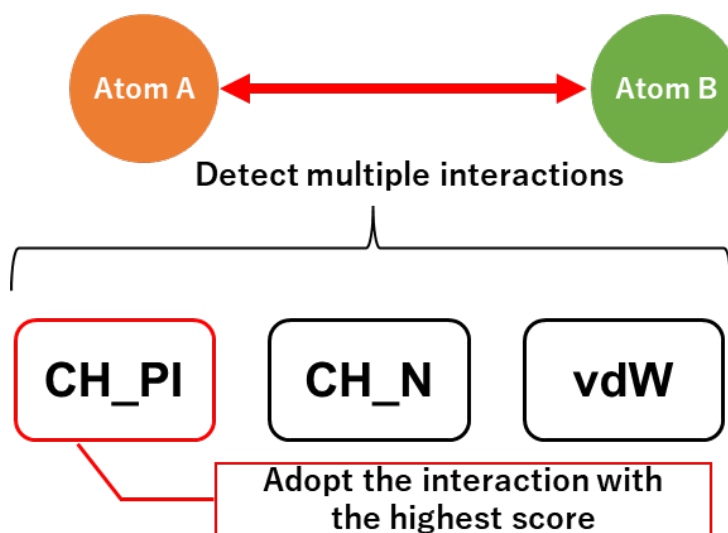 Atom A
Atom B
Detect multiple interactions
CH_PI
CH_N
vdW
Adopt the interaction with
the highest score